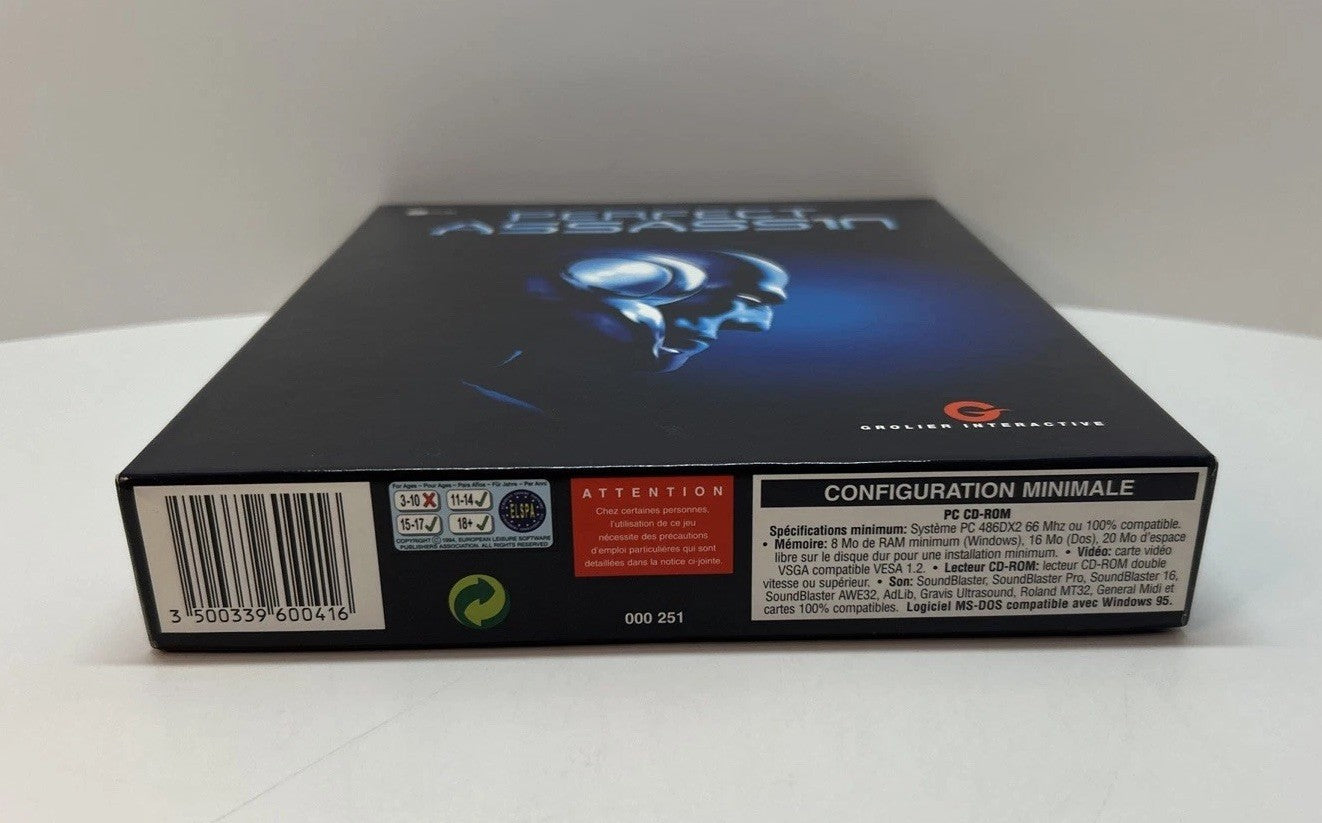 PERFECT
ASSASS1N
GROLIER INTERACTIVE
3 500339 600416
For Ages - Pour Ages - Para Años - Für Jahre - Per Anni
3-10 11-14
15-17 18+
ELSPA
COPYRIGHT © 1994, EUROPEAN LEISURE SOFTWARE
PUBLISHERS ASSOCIATION. ALL RIGHTS RESERVED
ATTENTION
Chez certaines personnes,
l'utilisation de ce jeu
nécessite des précautions
d'emploi particulières qui sont
detaillées dans la notice ci-jointe.
000 251
CONFIGURATION MINIMALE
PC CD-ROM
Spécifications minimum: Système PC 486DX2 66 Mhz ou 100% compatible.
• Mémoire: 8 Mo de RAM minimum (Windows), 16 Mo (Dos), 20 Mo d'espace
libre sur le disque dur pour une installation minimum. • Vidéo: carte vidéo
VSGA compatible VESA 1.2. • Lecteur CD-ROM: lecteur CD-ROM double
vitesse ou supérieur. • Son: SoundBlaster, SoundBlaster Pro, SoundBlaster 16,
SoundBlaster AWE32, AdLib, Gravis Ultrasound, Roland MT32, General Midi et
cartes 100% compatibles. Logiciel MS-DOS compatible avec Windows 95.